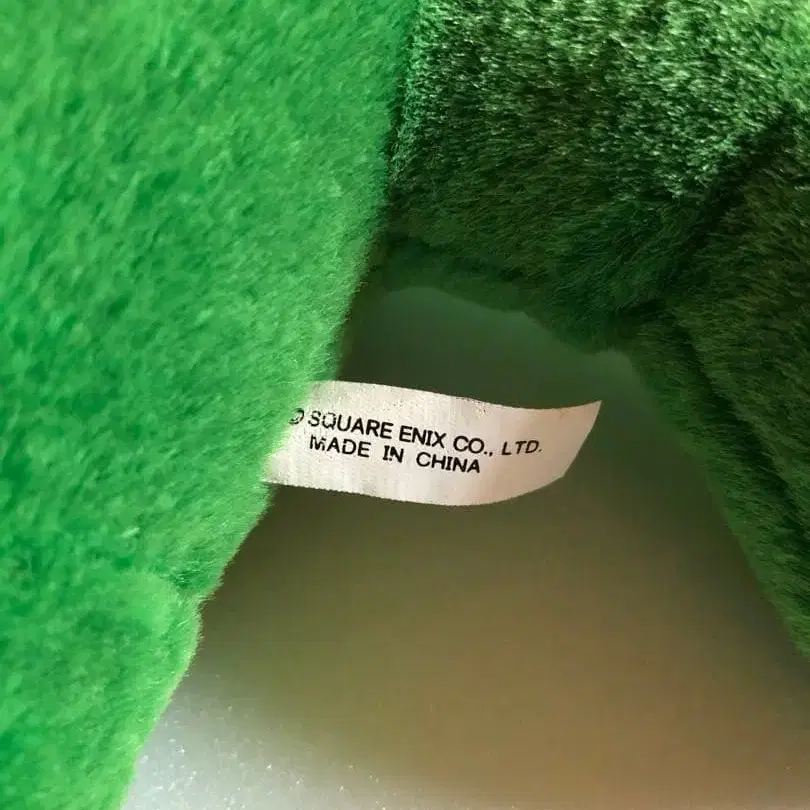 © SQUARE ENIX CO., LTD.
MADE IN CHINA